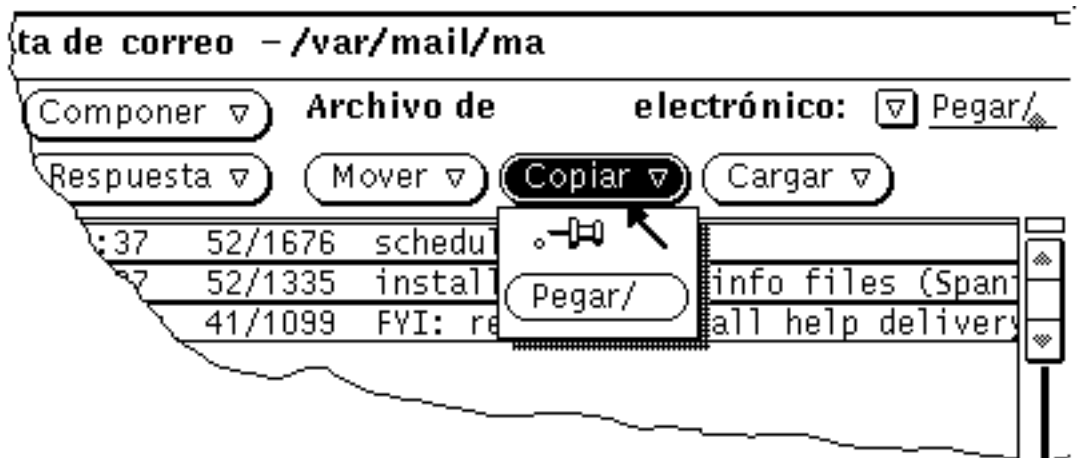 ta de correo – /var/mail/ma
Componer Archivo de electrónico: Pegar/
Respuesta Mover Copiar Cargar
:37 52/1676 schedul
52/1335 install info files (Spani
Pegar/
41/1099 FYI: re all help delivery